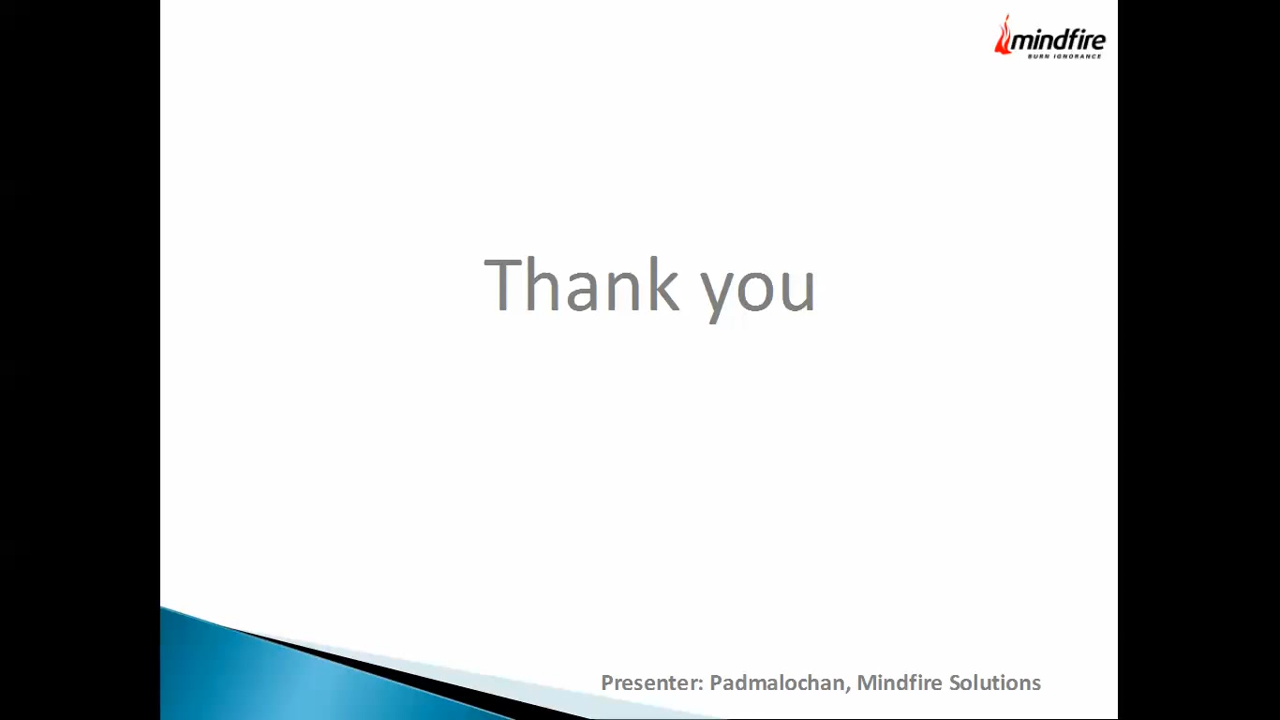 mindfire
BURN IGNORANCE
Thank you
Presenter: Padmalochan, Mindfire Solutions